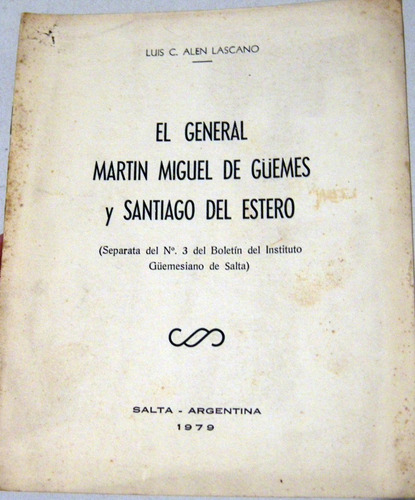 LUIS C. ALEN LASCANO
EL GENERAL
MARTIN MIGUEL DE GÜEMES
y SANTIAGO DEL ESTERO
(Separata del Nº. 3 del Boletín del Instituto
Güemesiano de Salta)
SALTA - ARGENTINA
1979